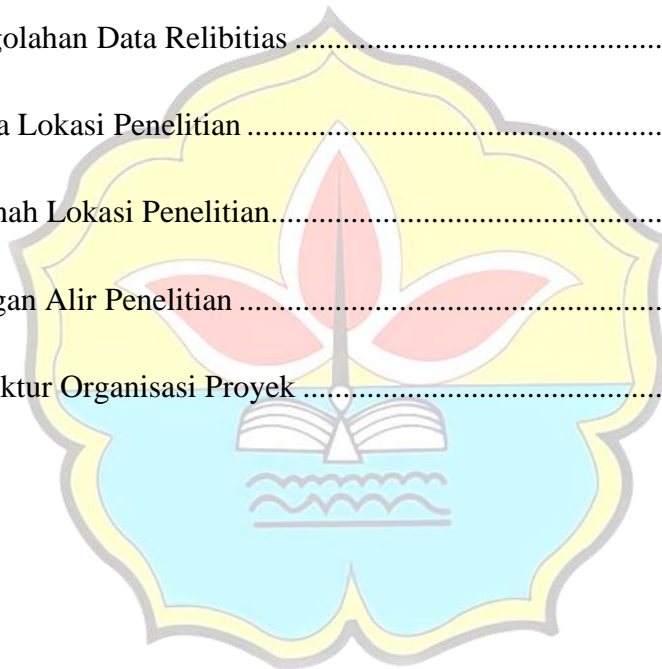 golahan Data Relibitias ..............................................
a Lokasi Penelitian ........................................................
nah Lokasi Penelitian.....................................................
gan Alir Penelitian .........................................................
ktur Organisasi Proyek ..............................................